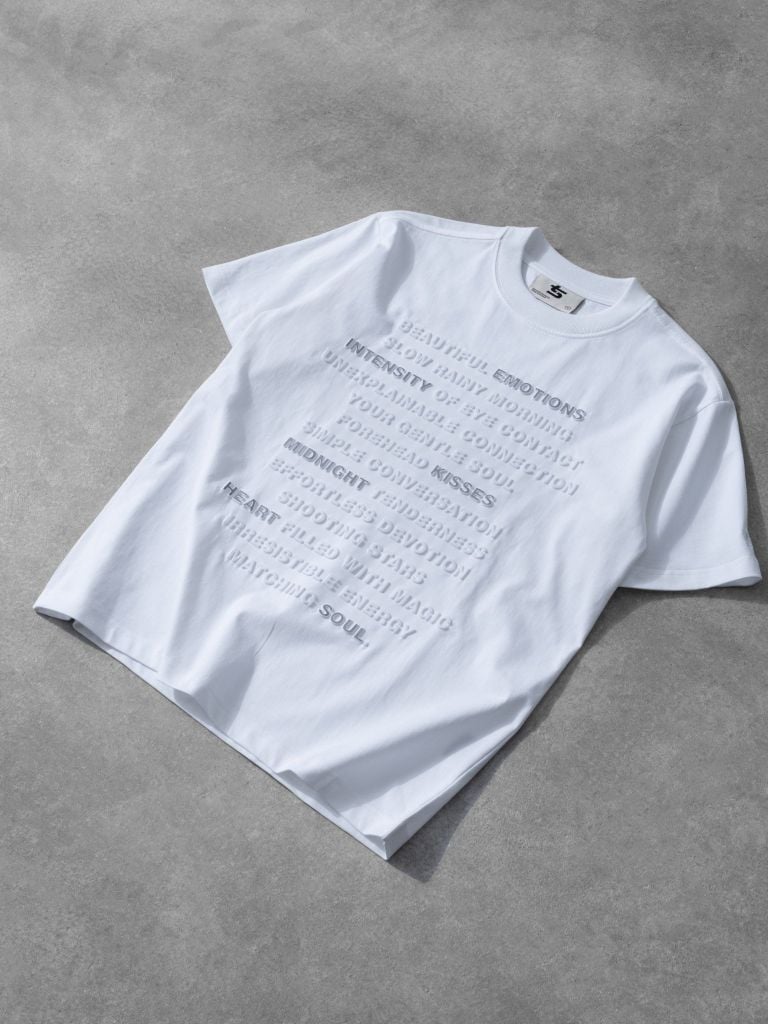 BEAUTIFUL EMOTIONS
SLOW RAINY MORNING
INTENSITY OF EYE CONTACT
UNEXPLAINABLE CONNECTION
YOUR GENTLE SOUL
FOREHEAD KISSES
SIMPLE CONVERSATION
MIDNIGHT TENDERNESS
EFFORTLESS DEVOTION
SHOOTING STARS
HEART FILLED WITH MAGIC
IRRESISTIBLE ENERGY
MATCHING SOUL,